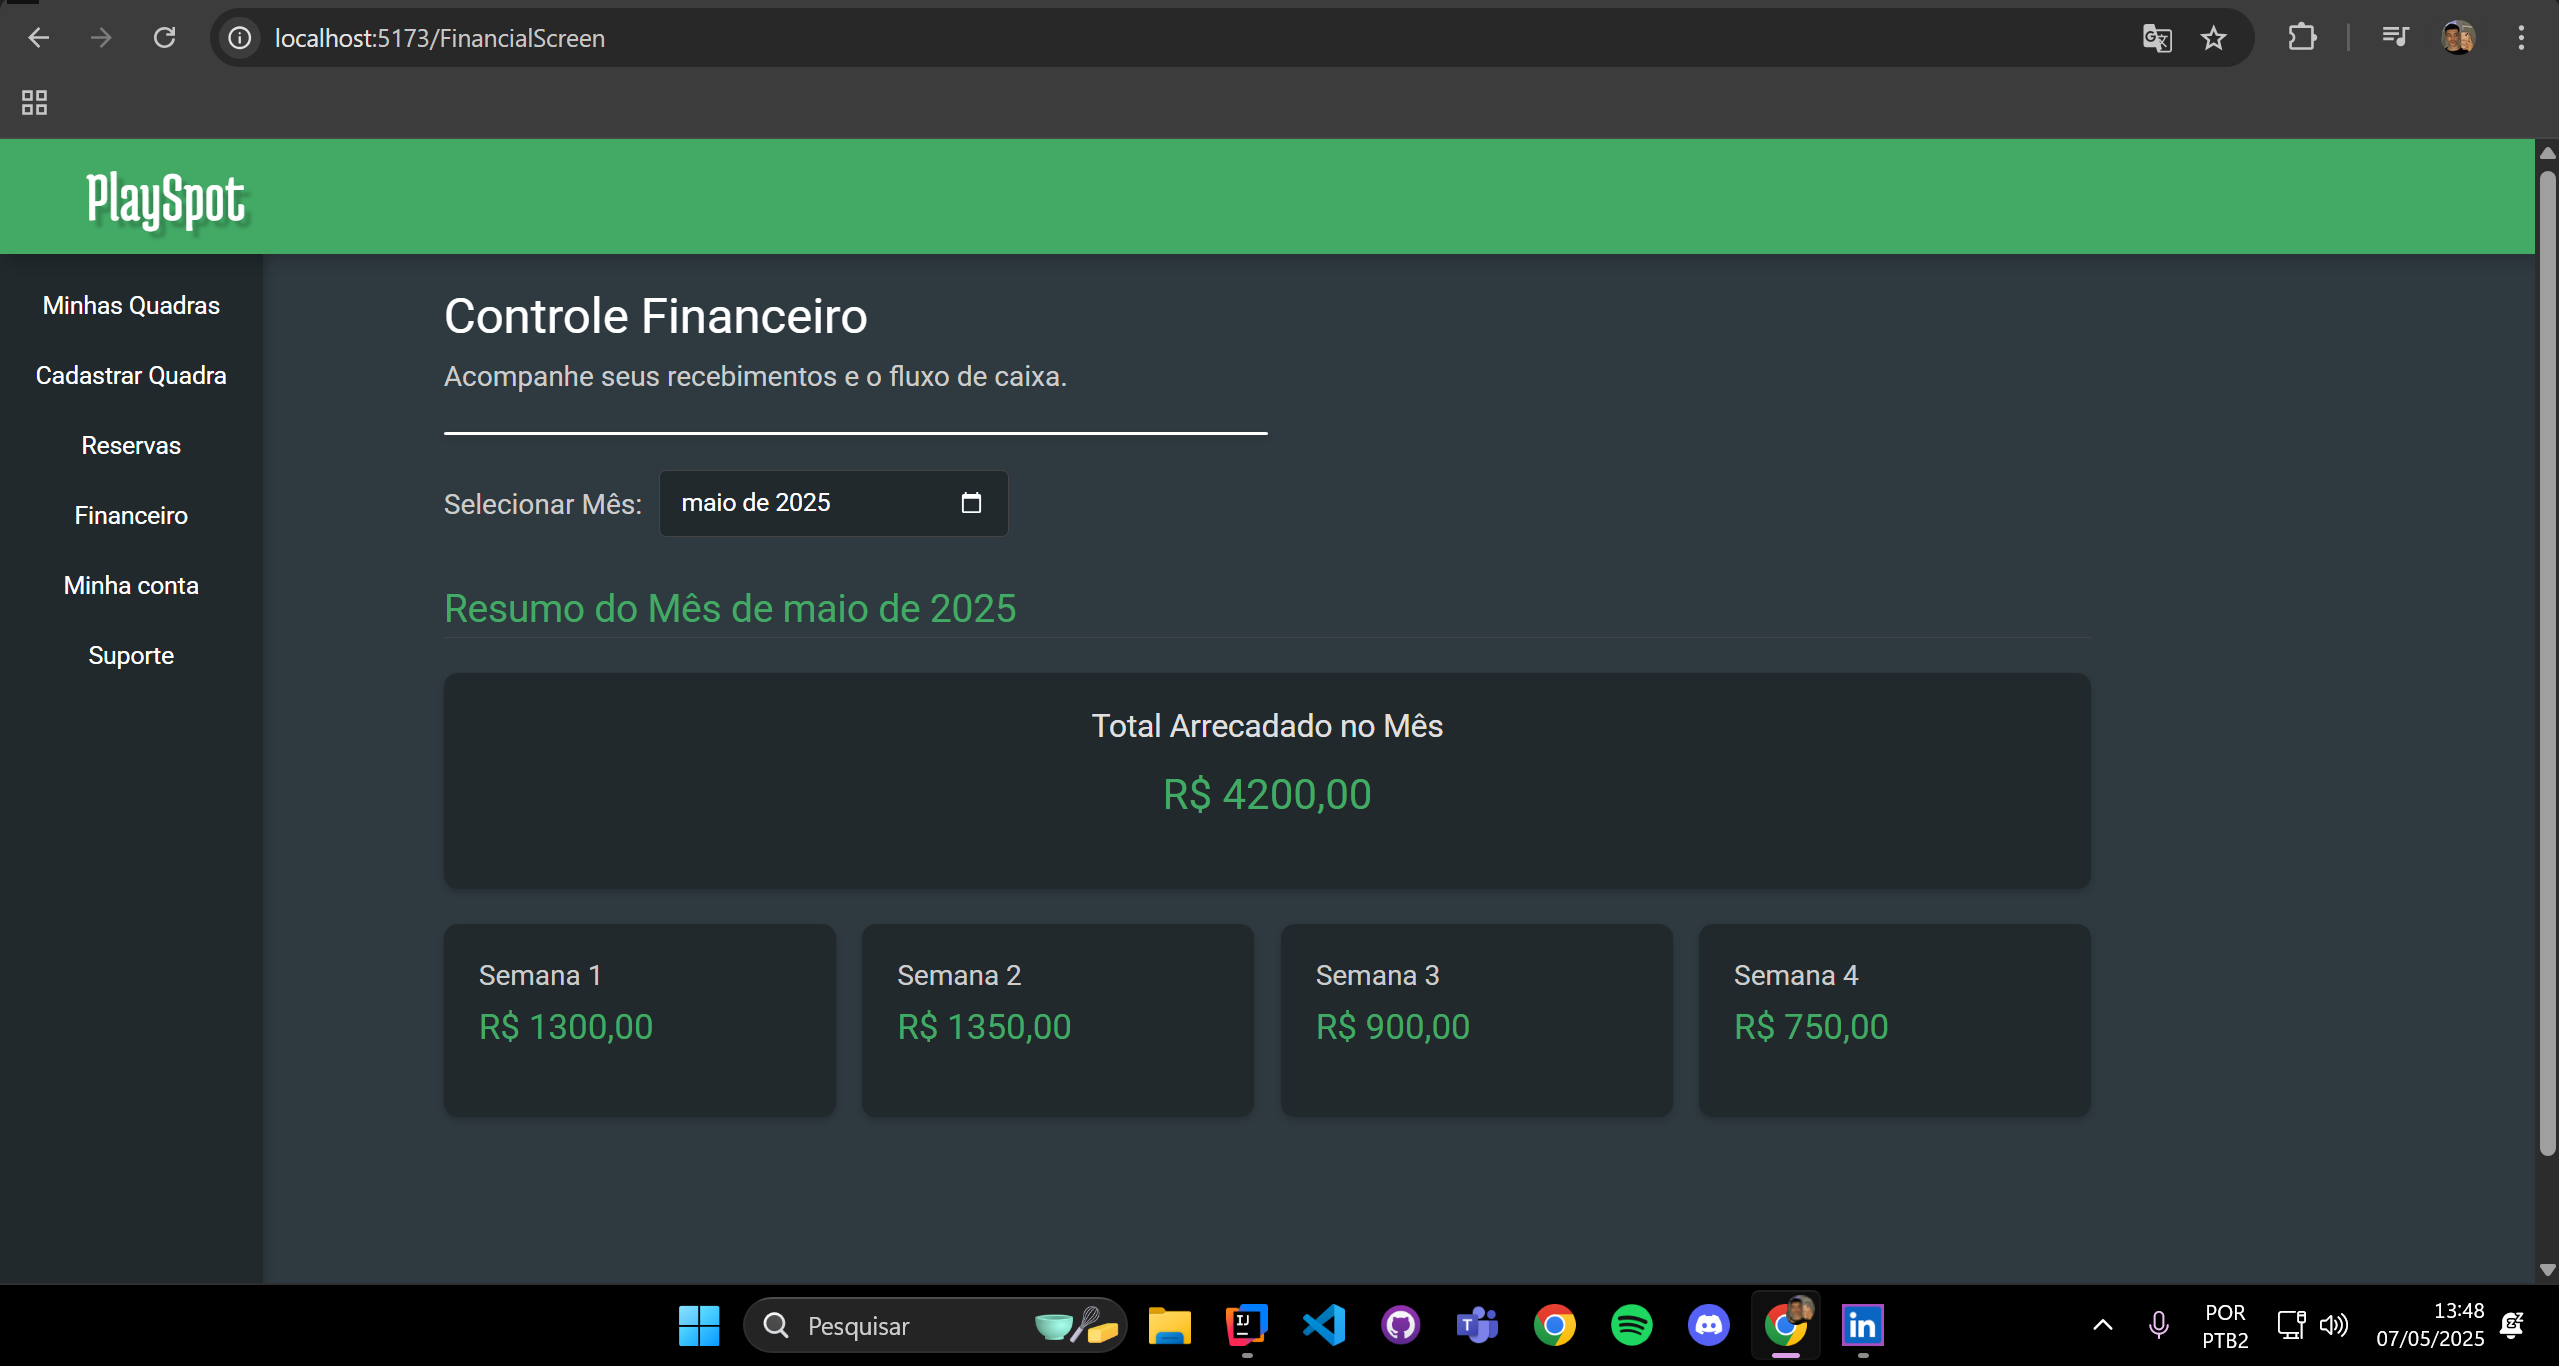 localhost:5173/FinancialScreen
PlaySpot
Minhas Quadras
Cadastrar Quadra
Reservas
Financeiro
Minha conta
Suporte
Controle Financeiro
Acompanhe seus recebimentos e o fluxo de caixa.
Selecionar Mês: maio de 2025
Resumo do Mês de maio de 2025
Total Arrecadado no Mês
R$ 4200,00
Semana 1
R$ 1300,00
Semana 2
R$ 1350,00
Semana 3
R$ 900,00
Semana 4
R$ 750,00
Pesquisar
POR
PTB2
13:48
07/05/2025